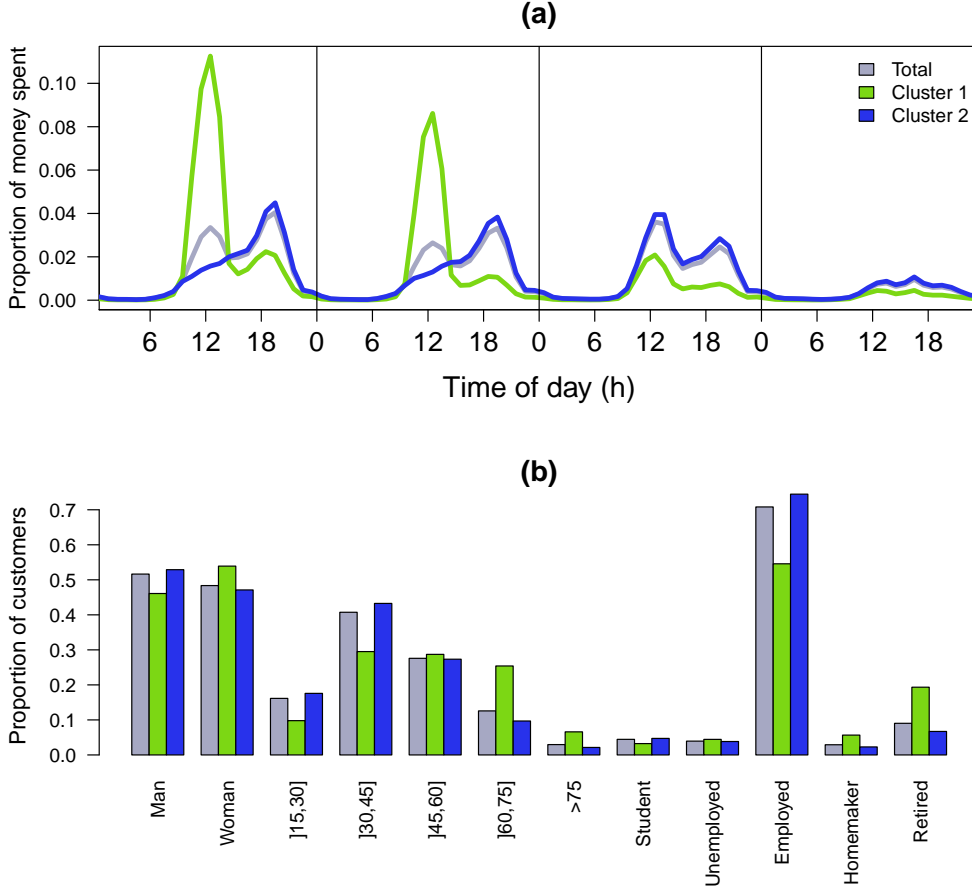 (a)
Proportion of money spent
0.10
0.08
0.06
0.04
0.02
0.00
Total
Cluster 1
Cluster 2
6 12 18 0 6 12 18 0 6 12 18 0 6 12 18
Time of day (h)
(b)
Proportion of customers
0.7
0.6
0.5
0.4
0.3
0.2
0.1
0.0
Man
Woman
]15,30]
]30,45]
]45,60]
]60,75]
>75
Student
Unemployed
Employed
Homemaker
Retired